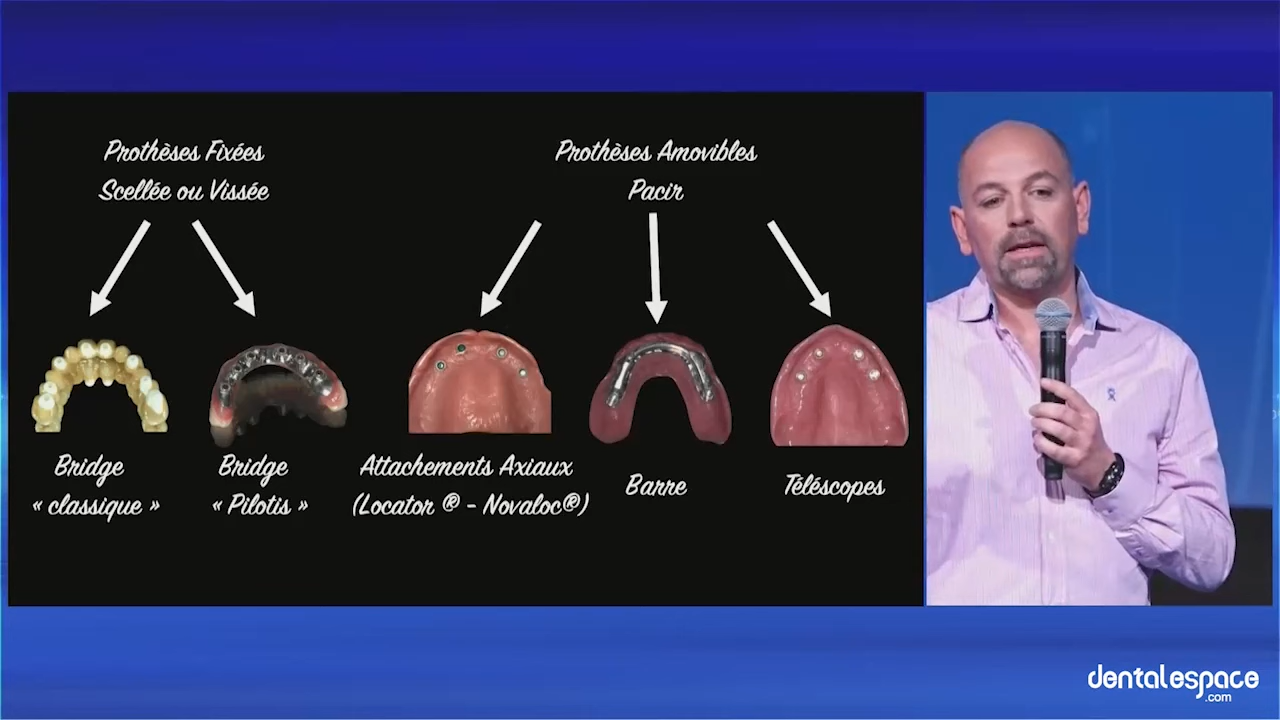 Prothèses Fixées
Scellée ou Vissée
Prothèses Amovibles
Pacir
Bridge
« classique »
Bridge
« Pilotis »
Attachements Axiaux
(Locator ® - Novaloc®)
Barre
Téléscopes
dentalespace
.com